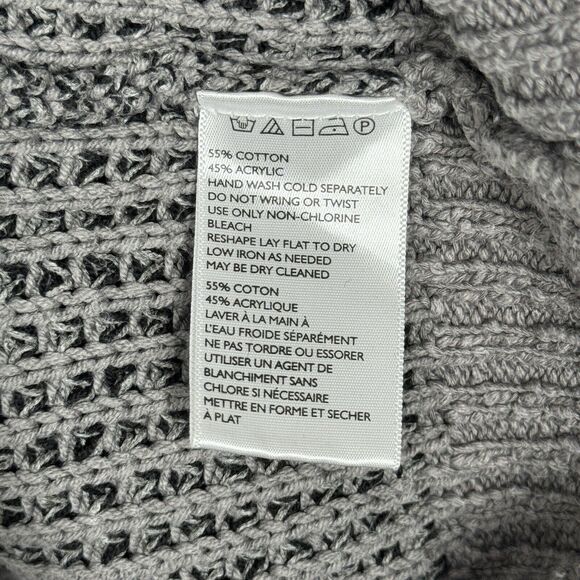 55% COTTON
45% ACRYLIC
HAND WASH COLD SEPARATELY
DO NOT WRING OR TWIST
USE ONLY NON-CHLORINE
BLEACH
RESHAPE LAY FLAT TO DRY
LOW IRON AS NEEDED
MAY BE DRY CLEANED
55% COTON
45% ACRYLIQUE
LAVER À LA MAIN À
L'EAU FROIDE SÉPARÉMENT
NE PAS TORDRE OU ESSORER
UTILISER UN AGENT DE
BLANCHIMENT SANS
CHLORE SI NÉCESSAIRE
METTRE EN FORME ET SECHER
À PLAT